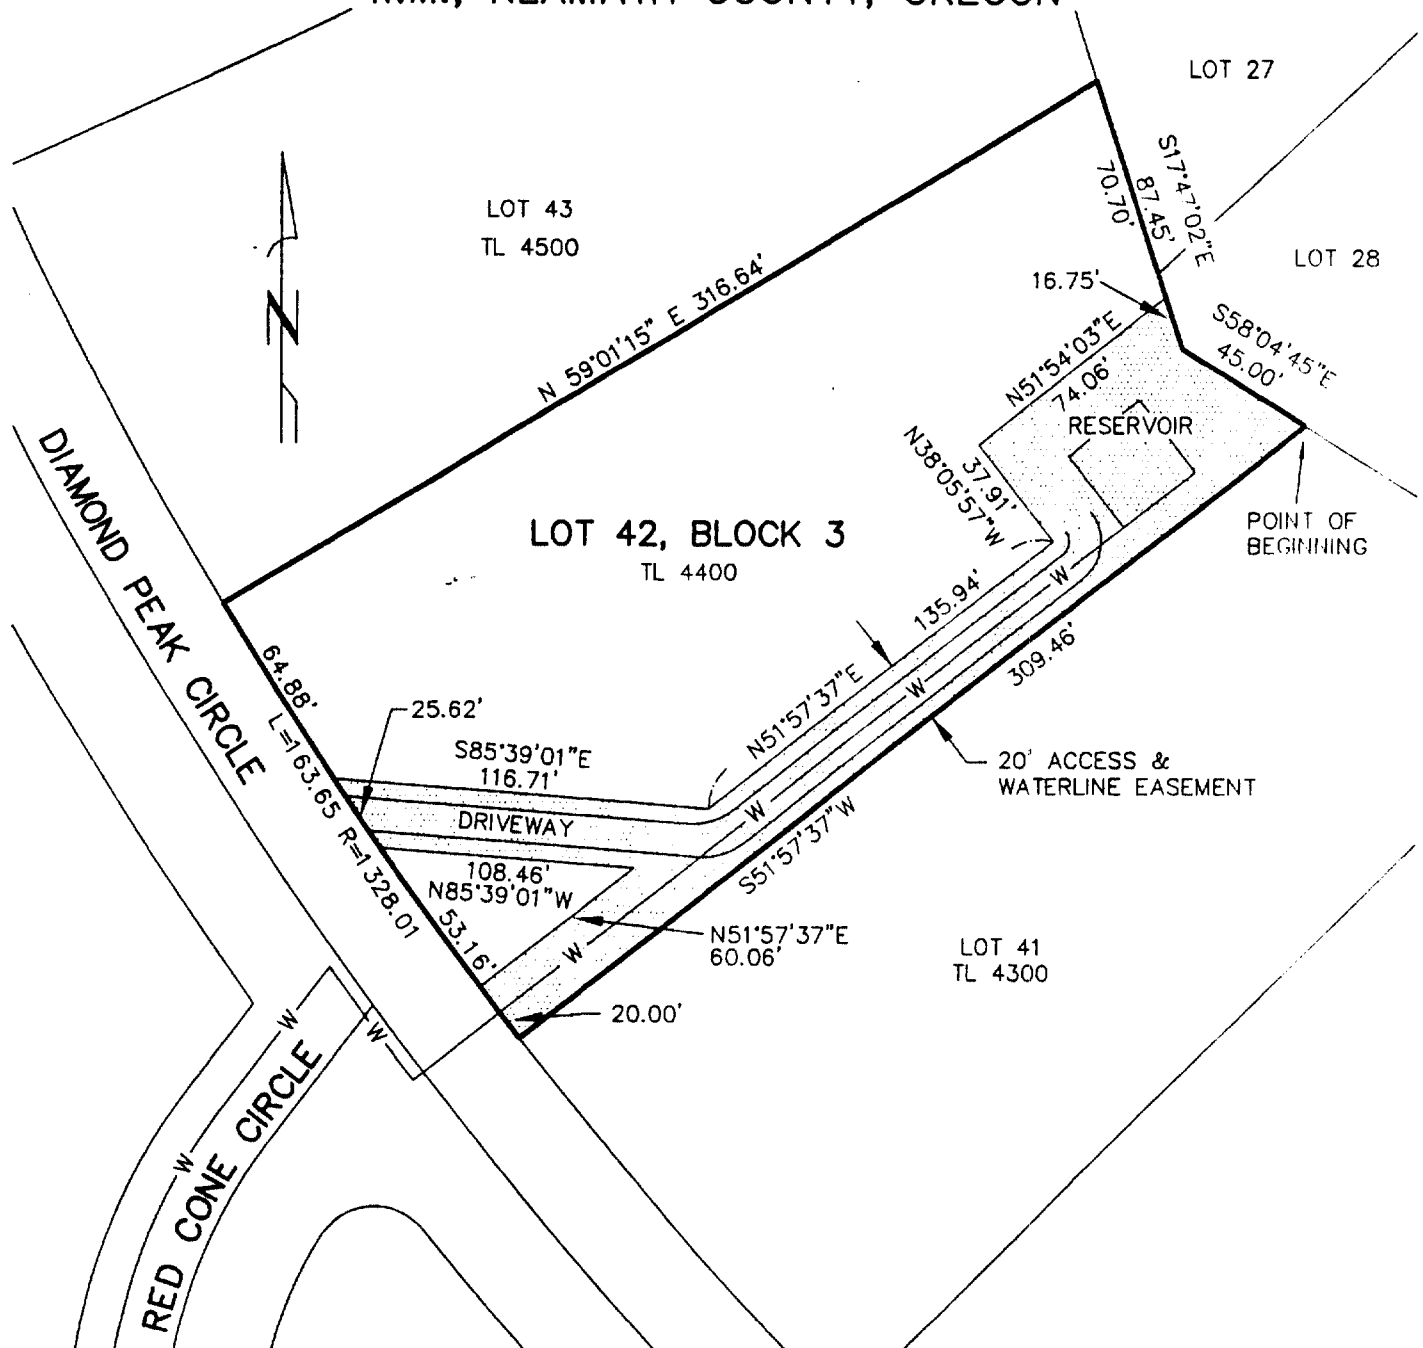 KLAMATH COUNTY, OREGON
LOT 27
S17°47'02"E
87.45'
70.70'
LOT 43
TL 4500
N
LOT 28
16.75'
N 59°01'15" E 316.64'
S58°04'45"E
45.00'
N51°54'03"E
74.06'
RESERVOIR
N38°05'57"W
37.91'
DIAMOND PEAK CIRCLE
LOT 42, BLOCK 3
TL 4400
POINT OF
BEGINNING
W
135.94'
309.46'
64.88'
N51°57'37"E
W
25.62'
L=163.65 R=1328.01
S85°39'01"E
116.71'
20' ACCESS &
WATERLINE EASEMENT
DRIVEWAY
W
S51°57'37"W
108.46'
N85°39'01"W
53.16'
N51°57'37"E
60.06'
LOT 41
TL 4300
W
20.00'
W
W
W
RED CONE CIRCLE